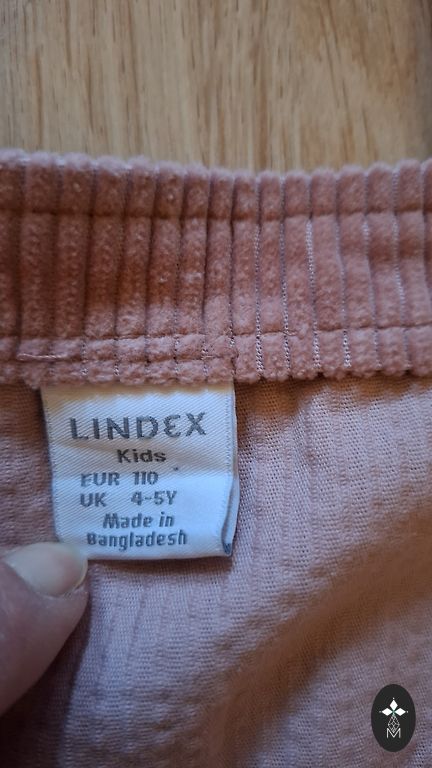 LINDEX
Kids
EUR 110
UK 4-5Y
Made in
Bangladesh
M